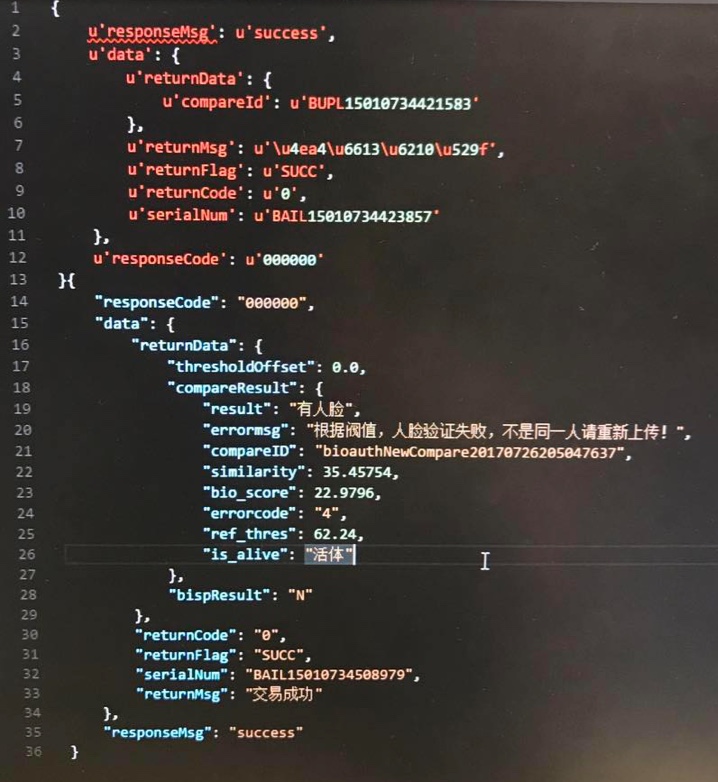 1 {
2 u'responseMsg': u'success',
3 u'data': {
4 u'returnData': {
5 u'compareId': u'BUPL15010734421583'
6 },
7 u'returnMsg': u'\u4ea4\u6613\u6210\u529f',
8 u'returnFlag': u'SUCC',
9 u'returnCode': u'0',
10 u'serialNum': u'BAIL15010734423857'
11 },
12 u'responseCode': u'000000'
13 }{
14 "responseCode": "000000",
15 "data": {
16 "returnData": {
17 "thresholdOffset": 0.0,
18 "compareResult": {
19 "result": "有人脸",
20 "errormsg": "根据阀值，人脸验证失败，不是同一人请重新上传！",
21 "compareID": "bioauthNewCompare20170726205047637",
22 "similarity": 35.45754,
23 "bio_score": 22.9796,
24 "errorcode": "4",
25 "ref_thres": 62.24,
26 "is_alive": "活体"
27 },
28 "bispResult": "N"
29 },
30 "returnCode": "0",
31 "returnFlag": "SUCC",
32 "serialNum": "BAIL15010734508979",
33 "returnMsg": "交易成功"
34 },
35 "responseMsg": "success"
36 }